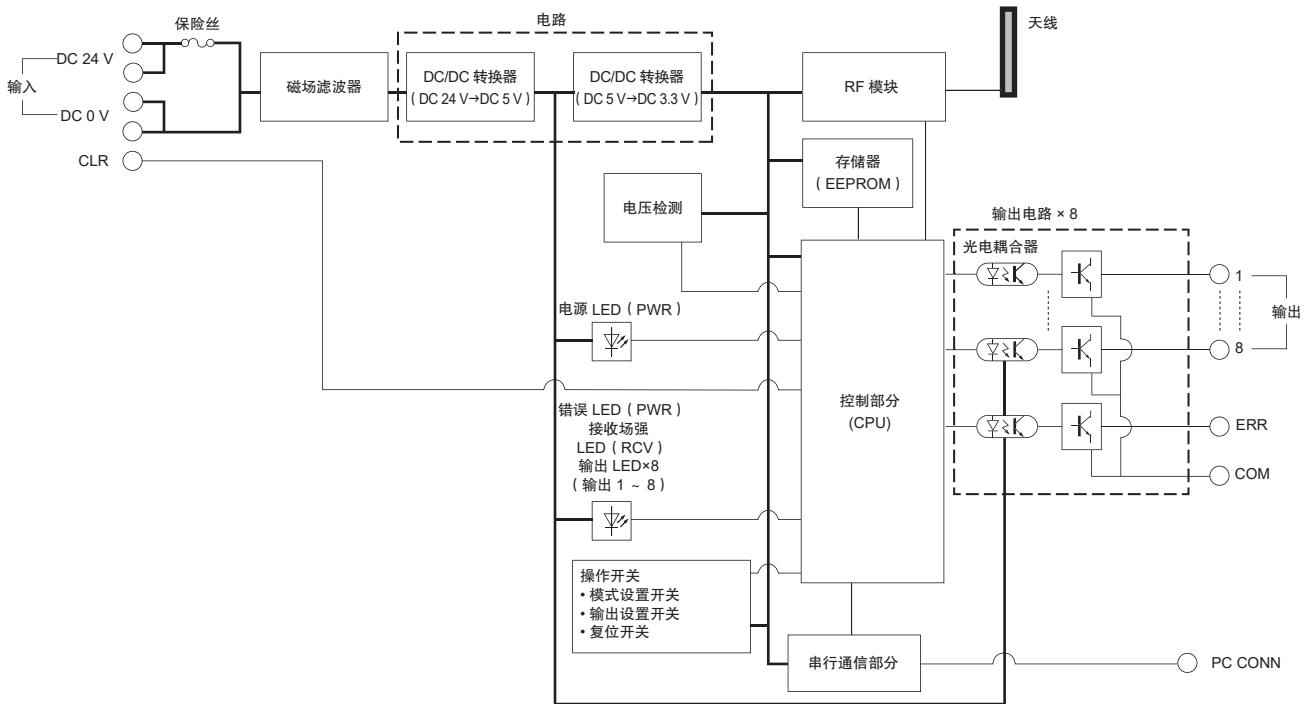 保险丝
电路
天线
DC 24 V
输入
DC 0 V
CLR
磁场滤波器
DC/DC 转换器
( DC 24 V→DC 5 V )
DC/DC 转换器
( DC 5 V→DC 3.3 V )
RF 模块
存储器
( EEPROM )
电压检测
输出电路 × 8
光电耦合器
1
输出
8
电源 LED ( PWR )
控制部分
(CPU)
错误 LED ( PWR )
接收场强
LED ( RCV )
输出 LED×8
( 输出 1 ~ 8 )
ERR
COM
操作开关
• 模式设置开关
• 输出设置开关
• 复位开关
串行通信部分
PC CONN